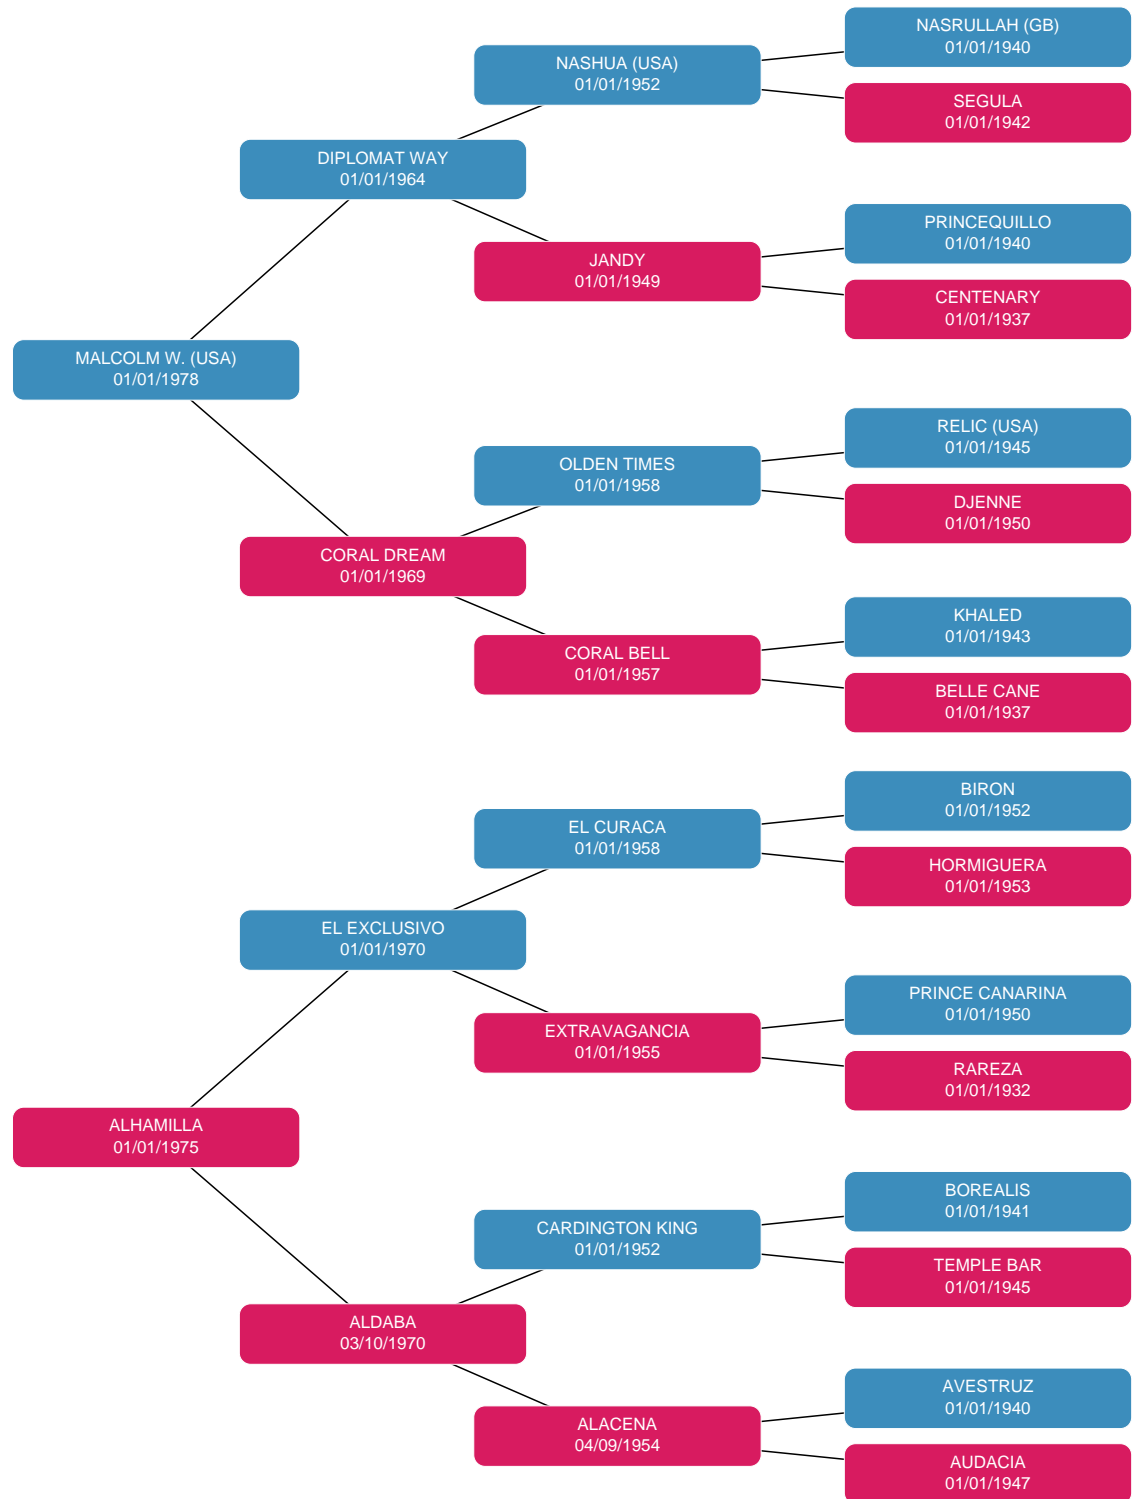 NASRULLAH (GB)
01/01/1940
NASHUA (USA)
01/01/1952
SEGULA
01/01/1942
DIPLOMAT WAY
01/01/1964
PRINCEQUILLO
01/01/1940
JANDY
01/01/1949
CENTENARY
01/01/1937
MALCOLM W. (USA)
01/01/1978
RELIC (USA)
01/01/1945
OLDEN TIMES
01/01/1958
DJENNE
01/01/1950
CORAL DREAM
01/01/1969
KHALED
01/01/1943
CORAL BELL
01/01/1957
BELLE CANE
01/01/1937
BIRON
01/01/1952
EL CURACA
01/01/1958
HORMIGUERA
01/01/1953
EL EXCLUSIVO
01/01/1970
PRINCE CANARINA
01/01/1950
EXTRAVAGANCIA
01/01/1955
RAREZA
01/01/1932
ALHAMILLA
01/01/1975
BOREALIS
01/01/1941
CARDINGTON KING
01/01/1952
TEMPLE BAR
01/01/1945
ALDABA
03/10/1970
AVESTRUZ
01/01/1940
ALACENA
04/09/1954
AUDACIA
01/01/1947